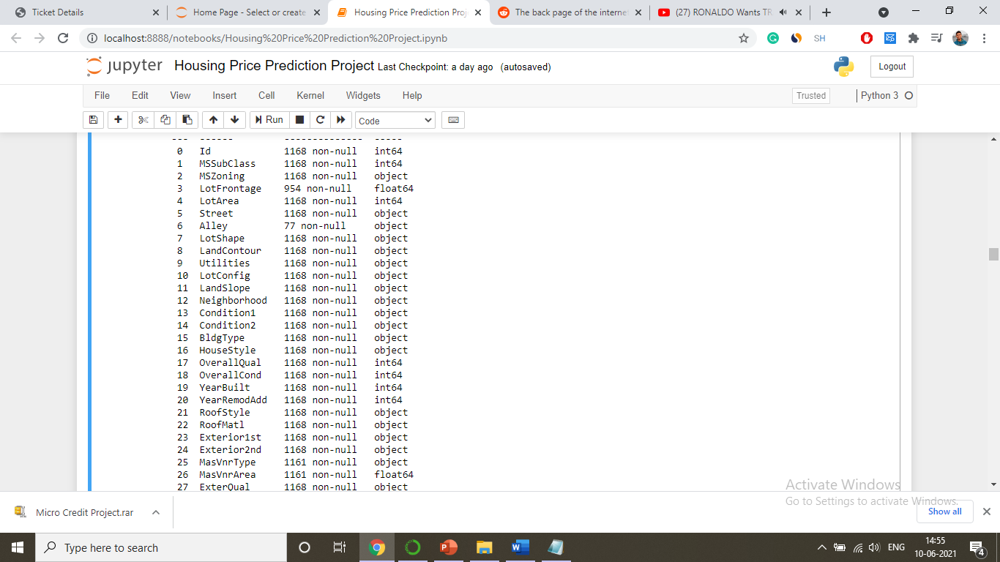 Ticket Details
Home Page - Select or create
Housing Price Prediction Proj
The back page of the internet
(27) RONALDO Wants TR
localhost:8888/notebooks/Housing%20Price%20Prediction%20Project.ipynb
SH
jupyter Housing Price Prediction Project Last Checkpoint: a day ago (autosaved)
Logout
File Edit View Insert Cell Kernel Widgets Help
Trusted Python 3
Run Code
--- ------ -------------- -----
0 Id 1168 non-null int64
1 MSSubClass 1168 non-null int64
2 MSZoning 1168 non-null object
3 LotFrontage 954 non-null float64
4 LotArea 1168 non-null int64
5 Street 1168 non-null object
6 Alley 77 non-null object
7 LotShape 1168 non-null object
8 LandContour 1168 non-null object
9 Utilities 1168 non-null object
10 LotConfig 1168 non-null object
11 LandSlope 1168 non-null object
12 Neighborhood 1168 non-null object
13 Condition1 1168 non-null object
14 Condition2 1168 non-null object
15 BldgType 1168 non-null object
16 HouseStyle 1168 non-null object
17 OverallQual 1168 non-null int64
18 OverallCond 1168 non-null int64
19 YearBuilt 1168 non-null int64
20 YearRemodAdd 1168 non-null int64
21 RoofStyle 1168 non-null object
22 RoofMatl 1168 non-null object
23 Exterior1st 1168 non-null object
24 Exterior2nd 1168 non-null object
25 MasVnrType 1161 non-null object
26 MasVnrArea 1161 non-null float64
27 ExterQual 1168 non-null object
Activate Windows
Go to Settings to activate Windows.
Micro Credit Project.rar
Show all
Type here to search
ENG
14:55
10-06-2021
4